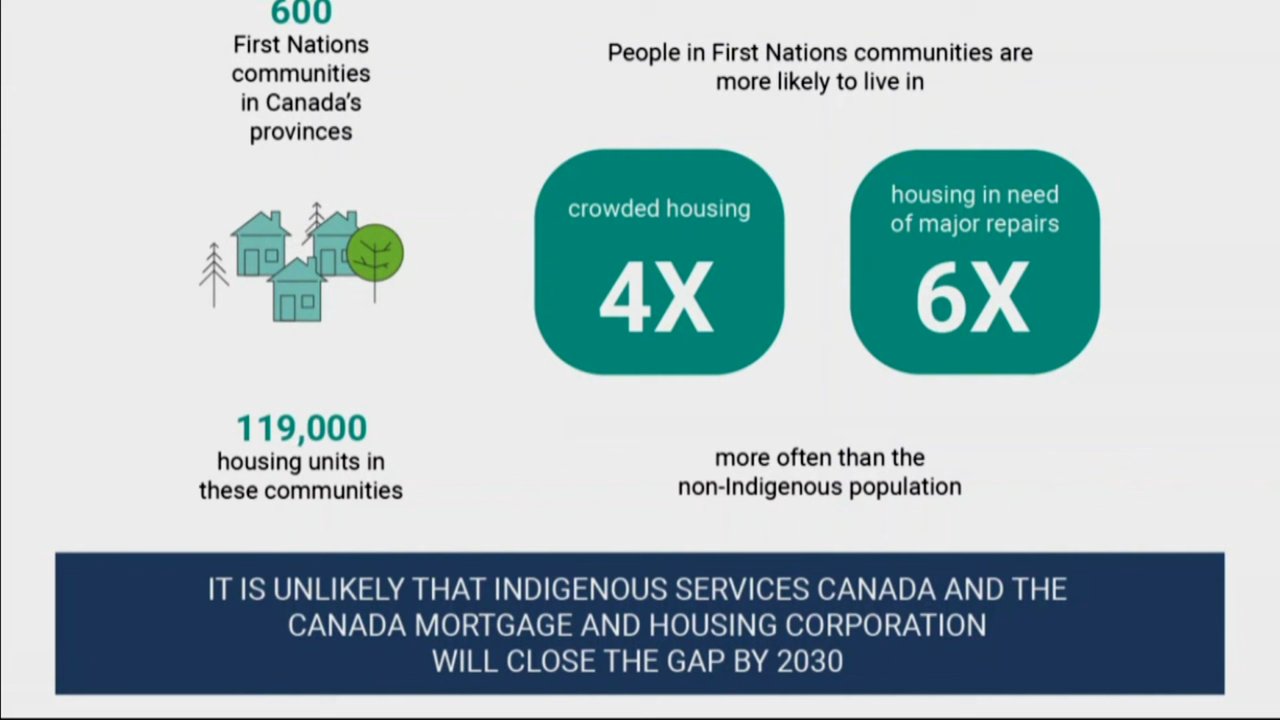 600
First Nations
communities
in Canada's
provinces
119,000
housing units in
these communities
People in First Nations communities are
more likely to live in
crowded housing
4X
housing in need
of major repairs
6X
more often than the
non-Indigenous population
IT IS UNLIKELY THAT INDIGENOUS SERVICES CANADA AND THE
CANADA MORTGAGE AND HOUSING CORPORATION
WILL CLOSE THE GAP BY 2030